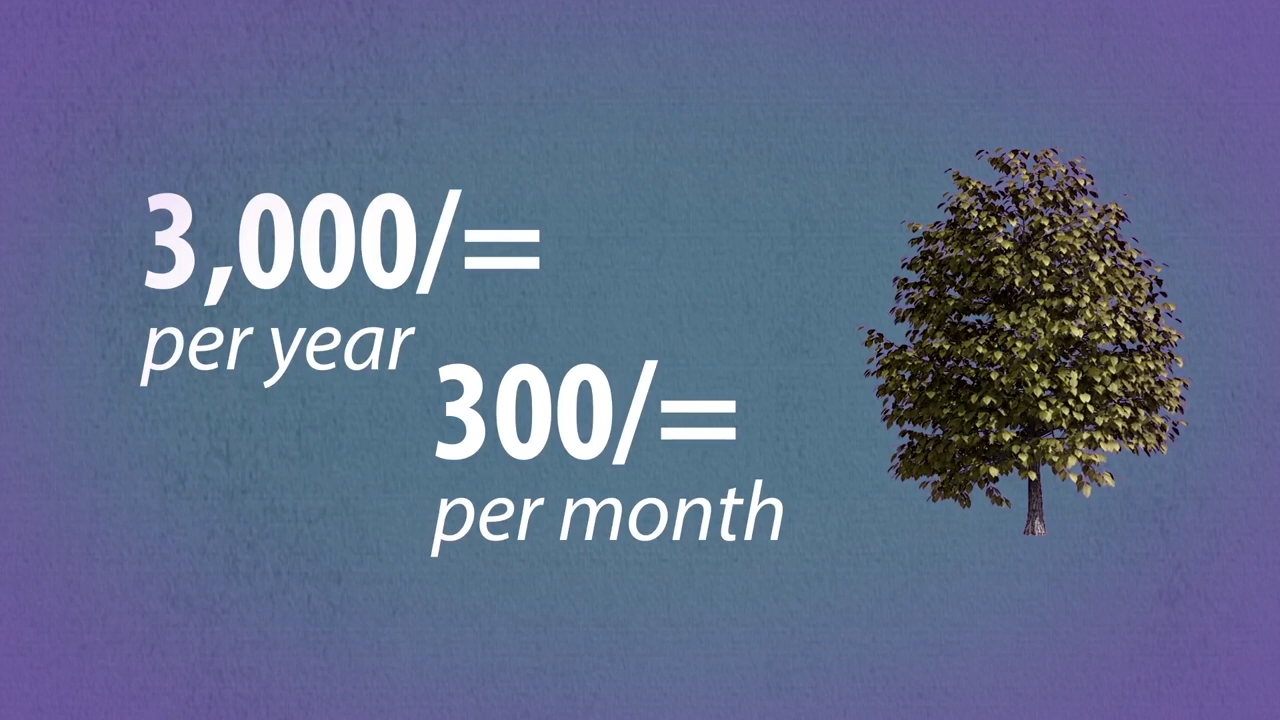 3,000/=
per year
300/=
per month